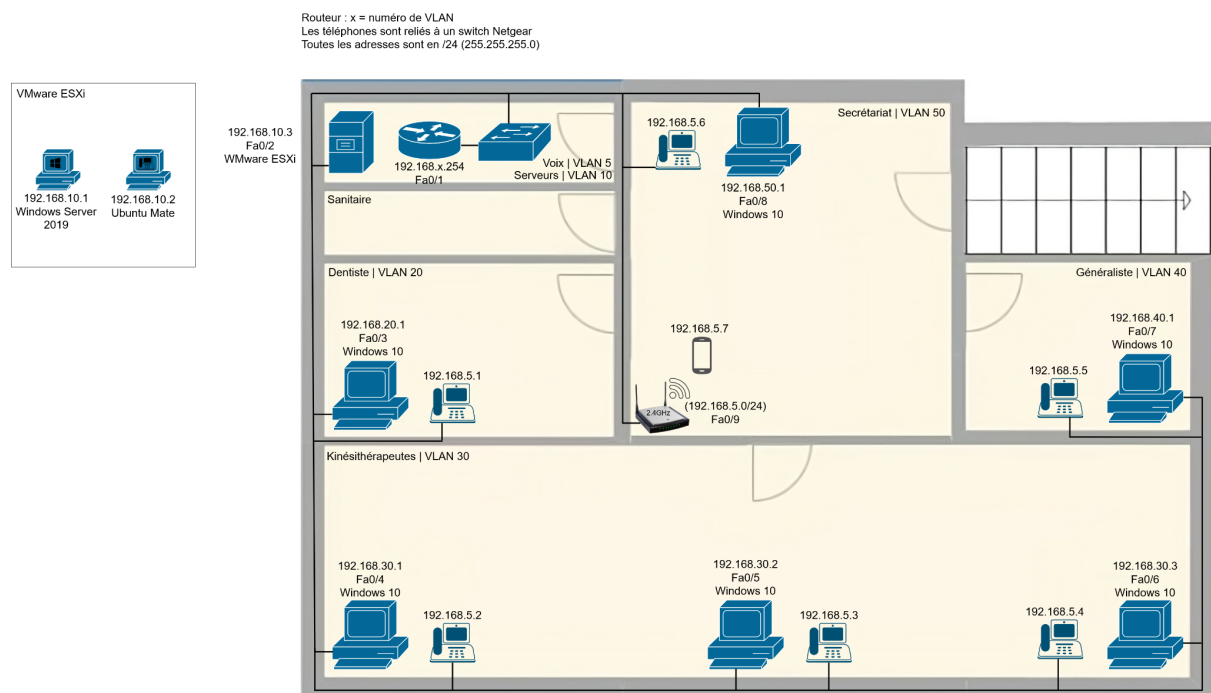 Routeur : x = numéro de VLAN
Les téléphones sont reliés à un switch Netgear
Toutes les adresses sont en /24 (255.255.255.0)
VMware ESXi
192.168.10.1
Windows Server
2019
192.168.10.2
Ubuntu Mate
192.168.10.3
Fa0/2
WMware ESXi
192.168.x.254
Fa0/1
Voix | VLAN 5
Serveurs | VLAN 10
Secrétariat | VLAN 50
192.168.5.6
192.168.50.1
Fa0/8
Windows 10
Sanitaire
Dentiste | VLAN 20
192.168.20.1
Fa0/3
Windows 10
192.168.5.1
192.168.5.7
2.4GHz
(192.168.5.0/24)
Fa0/9
Généraliste | VLAN 40
192.168.40.1
Fa0/7
Windows 10
192.168.5.5
Kinésithérapeutes | VLAN 30
192.168.30.1
Fa0/4
Windows 10
192.168.5.2
192.168.30.2
Fa0/5
Windows 10
192.168.5.3
192.168.5.4
192.168.30.3
Fa0/6
Windows 10